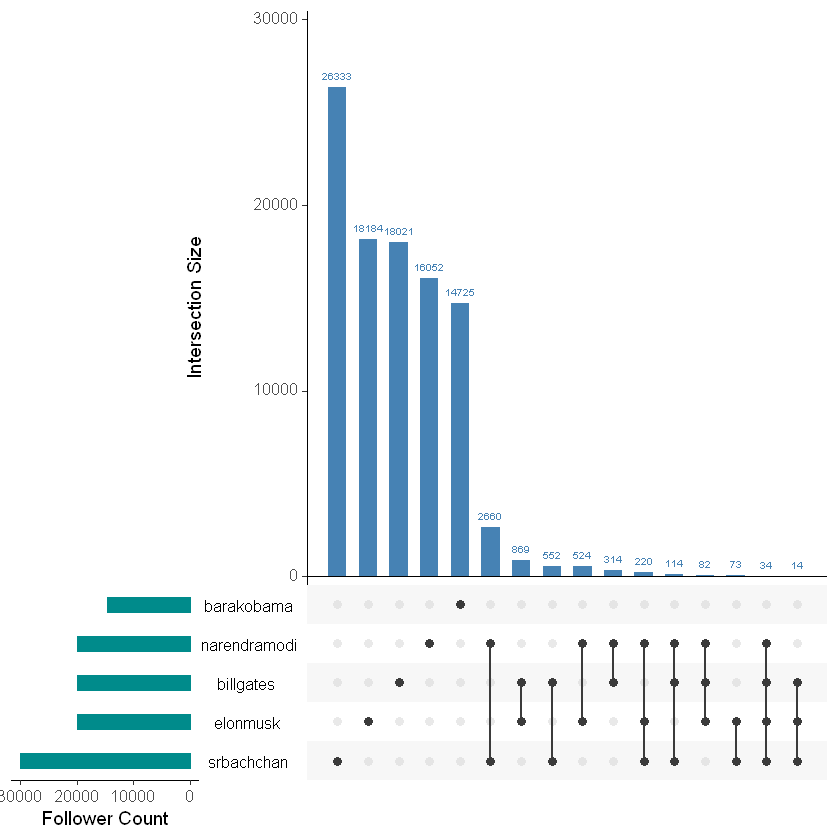 30000
26333
20000
18184
18021
16052
14725
Intersection Size
10000
2660
869
552
524
314
220
114
82
73
34
14
0
barakobama
narendramodi
billgates
elonmusk
srbachchan
30000 20000 10000 0
Follower Count